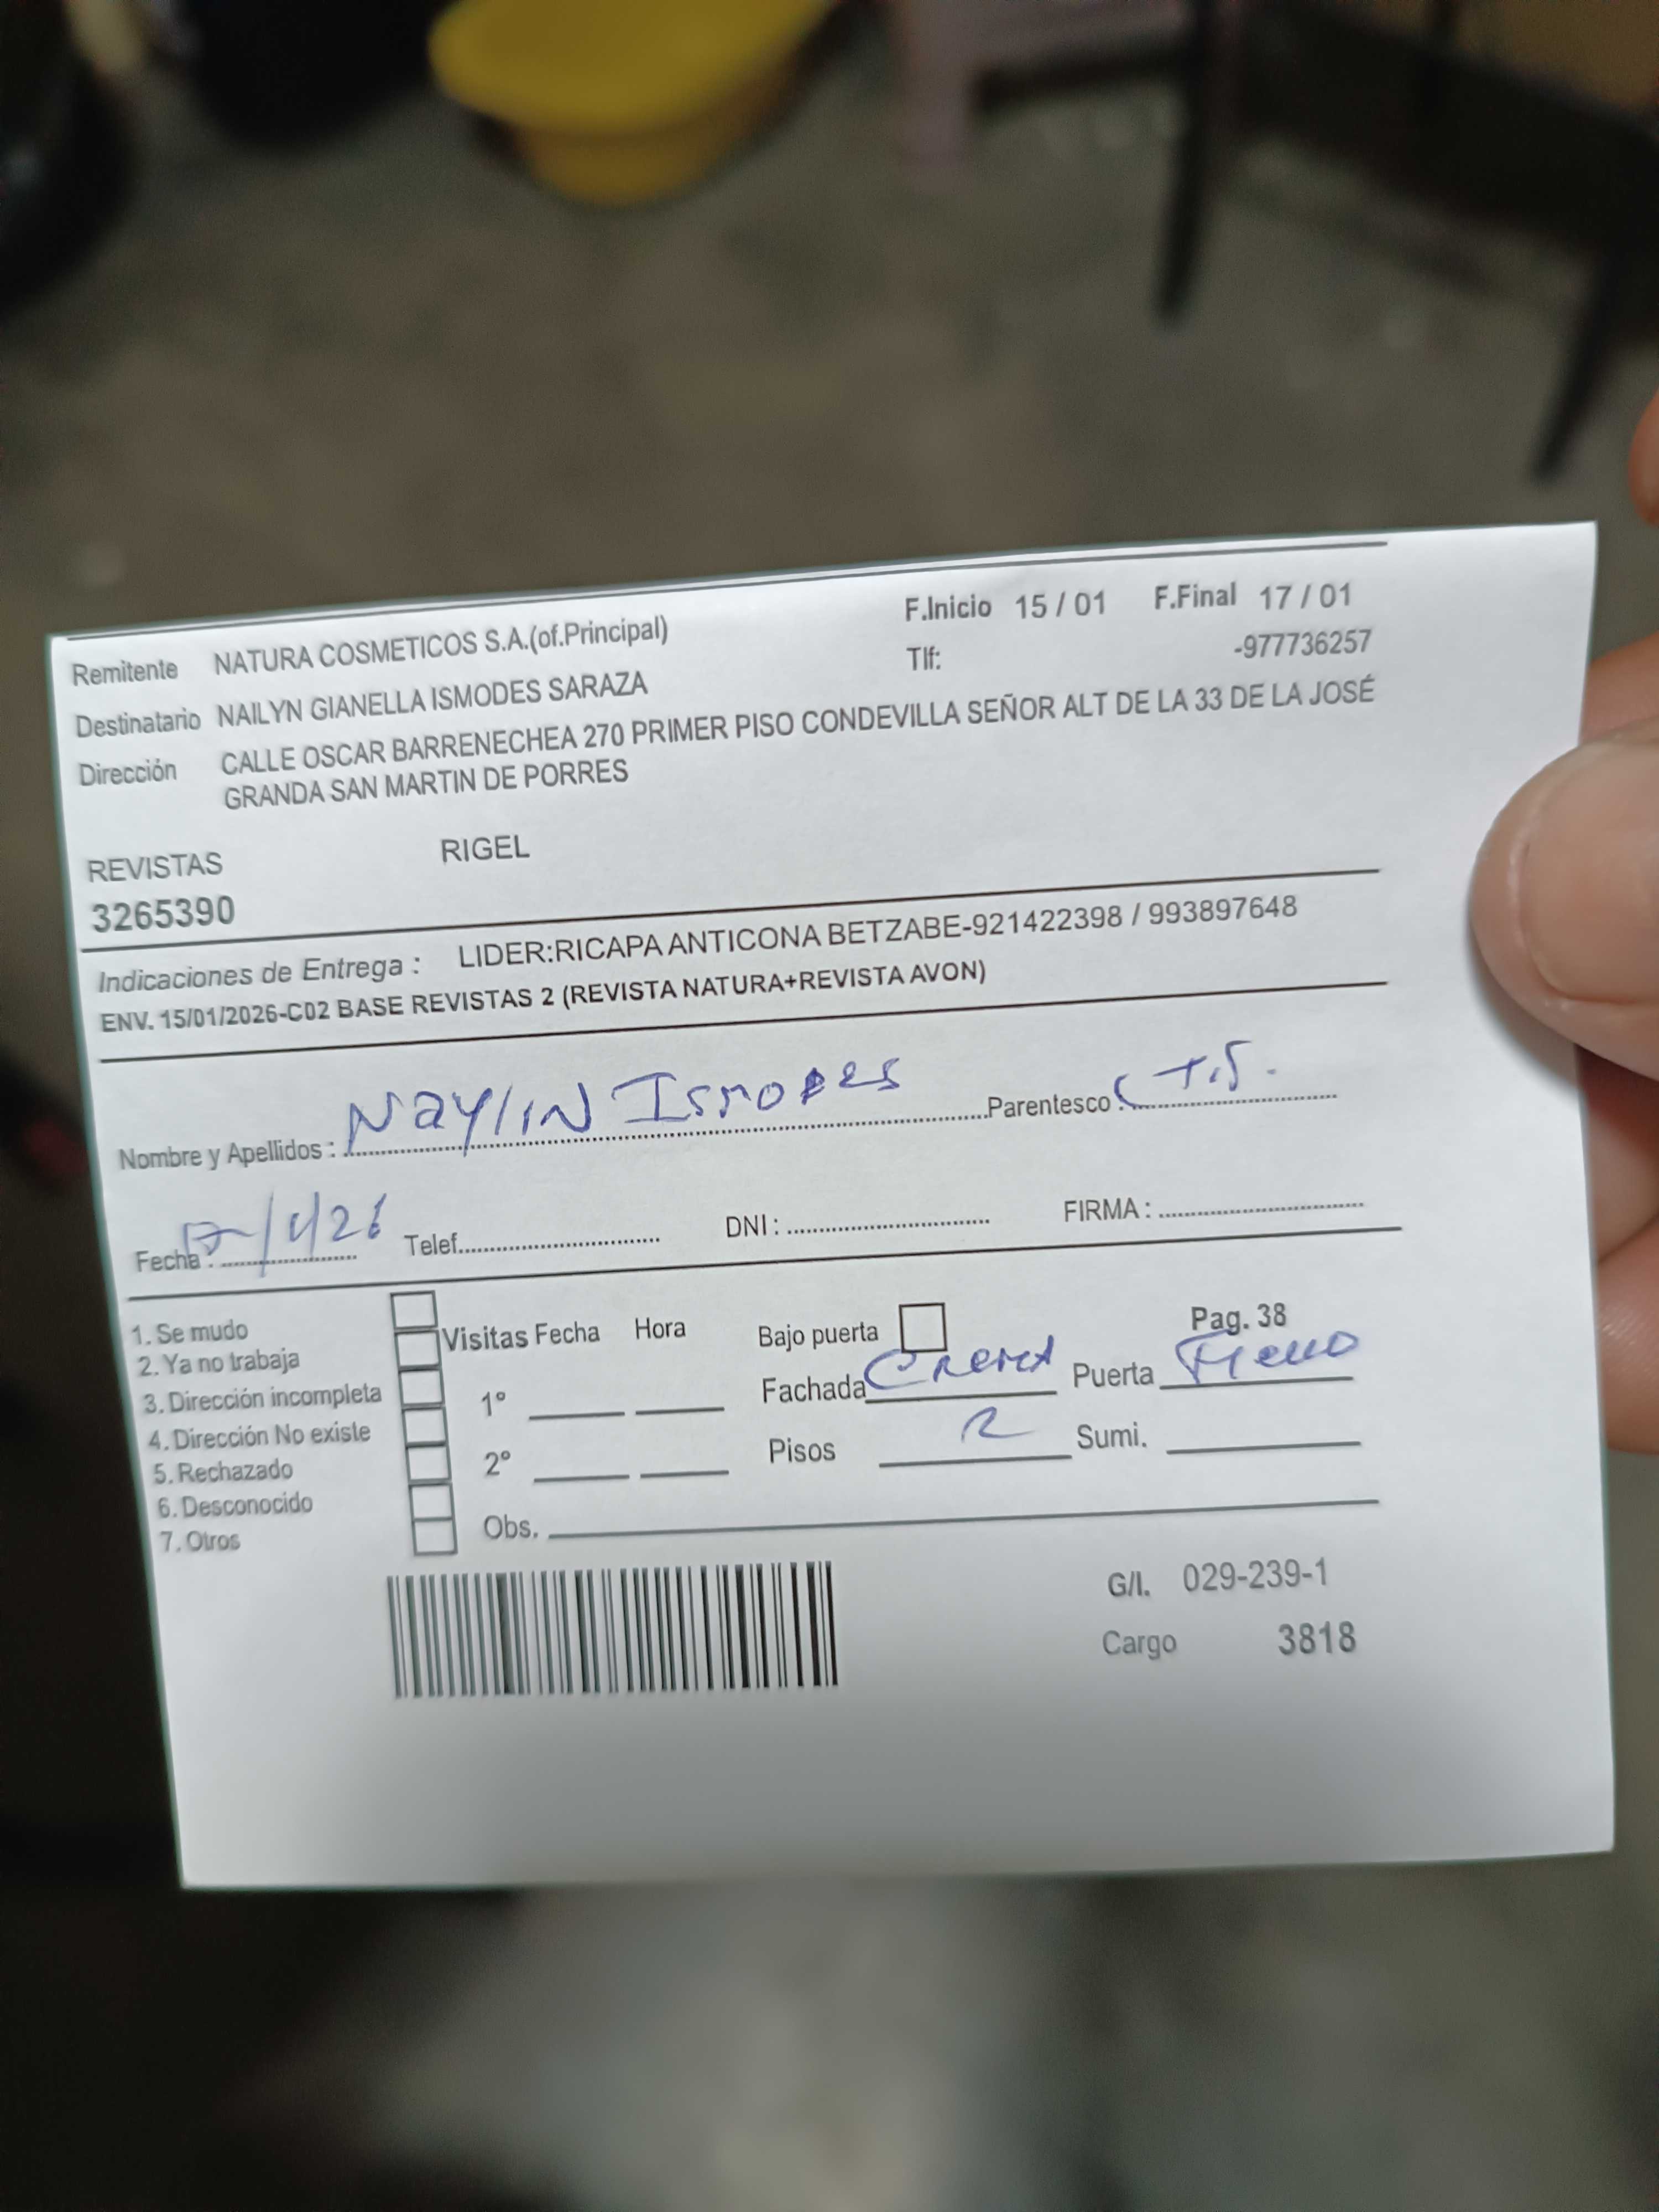 Remitente NATURA COSMETICOS S.A.(of.Principal) F.Inicio 15 / 01 F.Final 17 / 01
Destinatario NAILYN GIANELLA ISMODES SARAZA Tlf: -977736257
Dirección CALLE OSCAR BARRENECHEA 270 PRIMER PISO CONDEVILLA SEÑOR ALT DE LA 33 DE LA JOSÉ
GRANDA SAN MARTIN DE PORRES
REVISTAS RIGEL
3265390
Indicaciones de Entrega : LIDER:RICAPA ANTICONA BETZABE-921422398 / 993897648
ENV. 15/01/2026-C02 BASE REVISTAS 2 (REVISTA NATURA+REVISTA AVON)
Nombre y Apellidos : Naylin Ismodes Parentesco :
Fecha : Telef. DNI : FIRMA :
1. Se mudo
2. Ya no trabaja
3. Dirección incompleta
4. Dirección No existe
5. Rechazado
6. Desconocido
7. Otros
Visitas Fecha Hora
1º
2º
Obs.
Bajo puerta Pag. 38
Fachada Crema Puerta Fierro
Pisos 2 Sumi.
G/I. 029-239-1
Cargo 3818